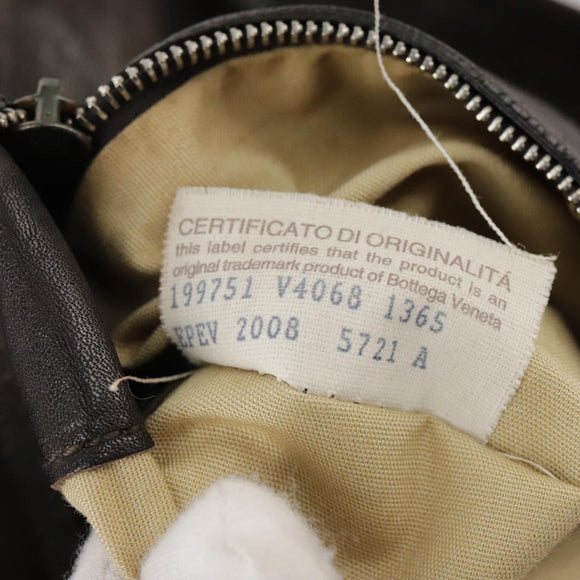 CERTIFICATO DI ORIGINALITÁ
this label certifies that the product is an
original trademark product of Bottega Veneta
199751 V4068 1365
EPEV 2008 5721 A